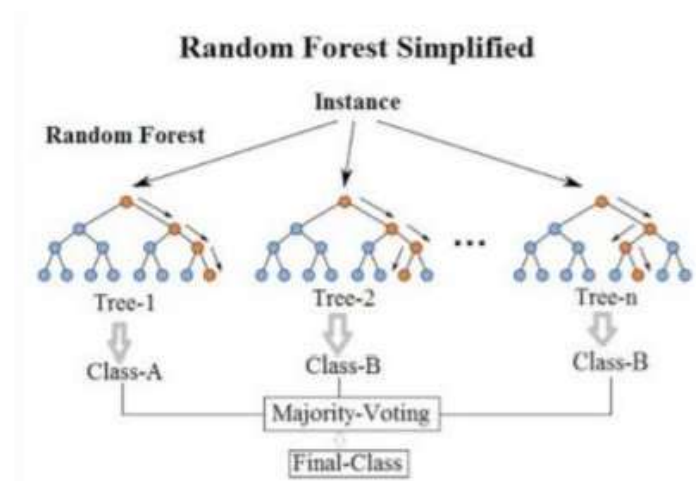 Random Forest Simplified
Instance
Random Forest
...
Tree-1 Tree-2 Tree-n
Class-A Class-B Class-B
Majority-Voting
Final-Class